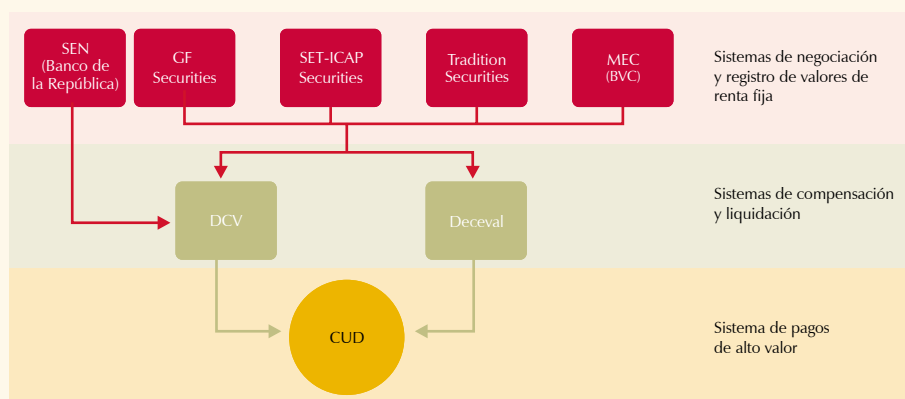 SEN
(Banco de
la República)
GF
Securities
SET-ICAP
Securities
Tradition
Securities
MEC
(BVC)
Sistemas de negociación
y registro de valores de
renta fija
DCV
Deceval
Sistemas de compensación
y liquidación
CUD
Sistema de pagos
de alto valor